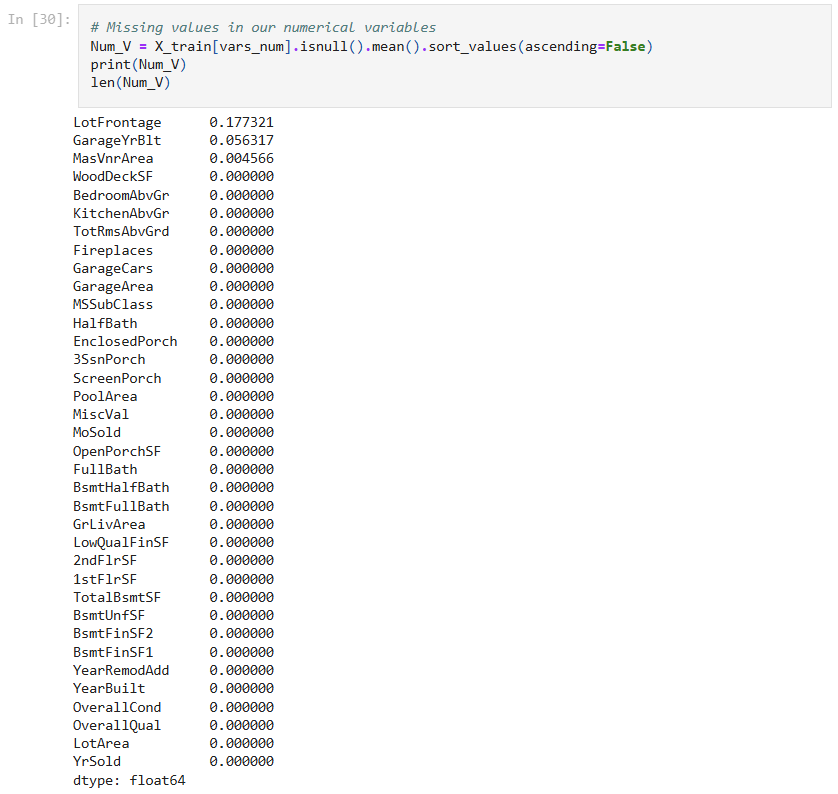 In [30]:
# Missing values in our numerical variables
Num_V = X_train[vars_num].isnull().mean().sort_values(ascending=False)
print(Num_V)
len(Num_V)
LotFrontage      0.177321
GarageYrBlt      0.056317
MasVnrArea       0.004566
WoodDeckSF       0.000000
BedroomAbvGr     0.000000
KitchenAbvGr     0.000000
TotRmsAbvGrd     0.000000
Fireplaces       0.000000
GarageCars       0.000000
GarageArea       0.000000
MSSubClass       0.000000
HalfBath         0.000000
EnclosedPorch    0.000000
3SsnPorch        0.000000
ScreenPorch      0.000000
PoolArea         0.000000
MiscVal          0.000000
MoSold           0.000000
OpenPorchSF      0.000000
FullBath         0.000000
BsmtHalfBath     0.000000
BsmtFullBath     0.000000
GrLivArea        0.000000
LowQualFinSF     0.000000
2ndFlrSF         0.000000
1stFlrSF         0.000000
TotalBsmtSF      0.000000
BsmtUnfSF        0.000000
BsmtFinSF2       0.000000
BsmtFinSF1       0.000000
YearRemodAdd     0.000000
YearBuilt        0.000000
OverallCond      0.000000
OverallQual      0.000000
LotArea          0.000000
YrSold           0.000000
dtype: float64